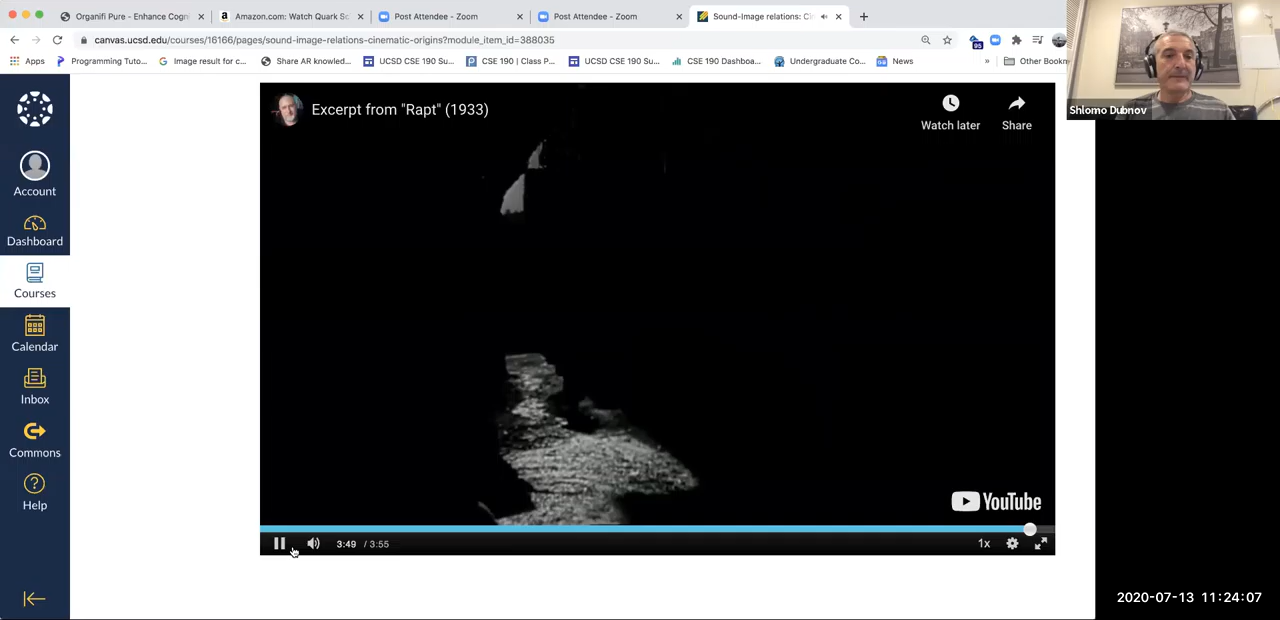 Organifi Pure - Enhance Cogni
Amazon.com: Watch Quark Sc
Post Attendee - Zoom
Post Attendee - Zoom
Sound-Image relations: Ci
canvas.ucsd.edu/courses/16166/pages/sound-image-relations-cinematic-origins?module_item_id=388035
95
Apps
Programming Tuto...
Image result for c...
Share AR knowled...
UCSD CSE 190 Su...
CSE 190 | Class P...
UCSD CSE 190 Su...
CSE 190 Dashboa...
Undergraduate Co...
News
»
Other Bookm
Shlomo Dubnov
Account
Dashboard
Courses
Calendar
Inbox
Commons
Help
Excerpt from "Rapt" (1933)
Watch later
Share
YouTube
3:49 / 3:55
1x
2020-07-13 11:24:07